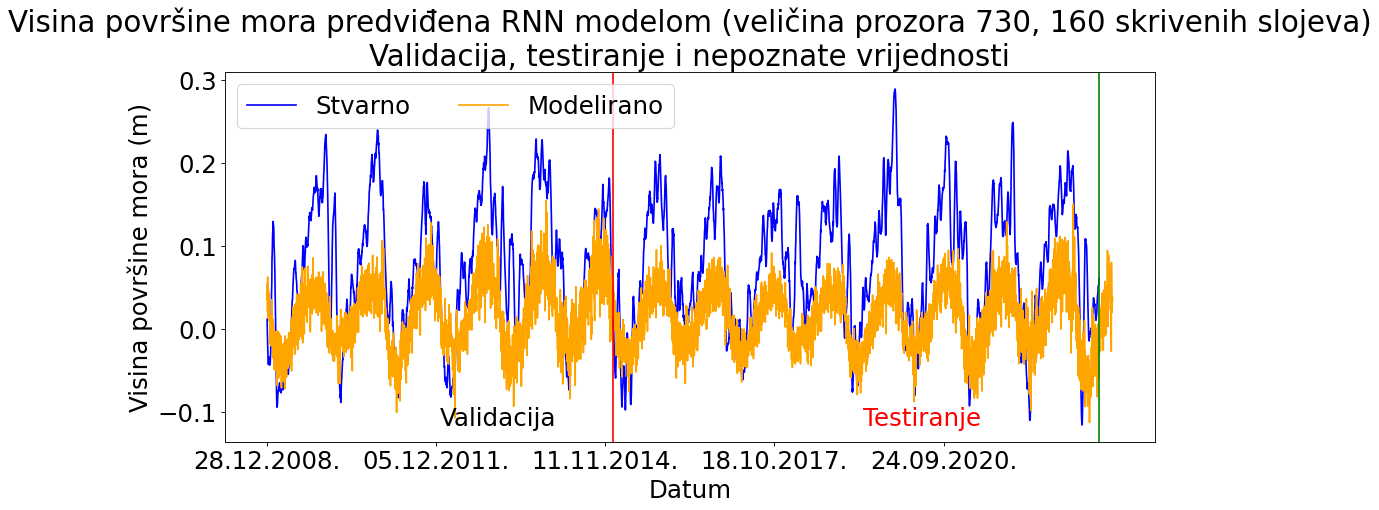 Visina površine mora predviđena RNN modelom (veličina prozora 730, 160 skrivenih slojeva)
Validacija, testiranje i nepoznate vrijednosti
Stvarno Modelirano
Visina površine mora (m)
0.3
0.2
0.1
0.0
−0.1
Validacija Testiranje
28.12.2008. 05.12.2011. 11.11.2014. 18.10.2017. 24.09.2020.
Datum